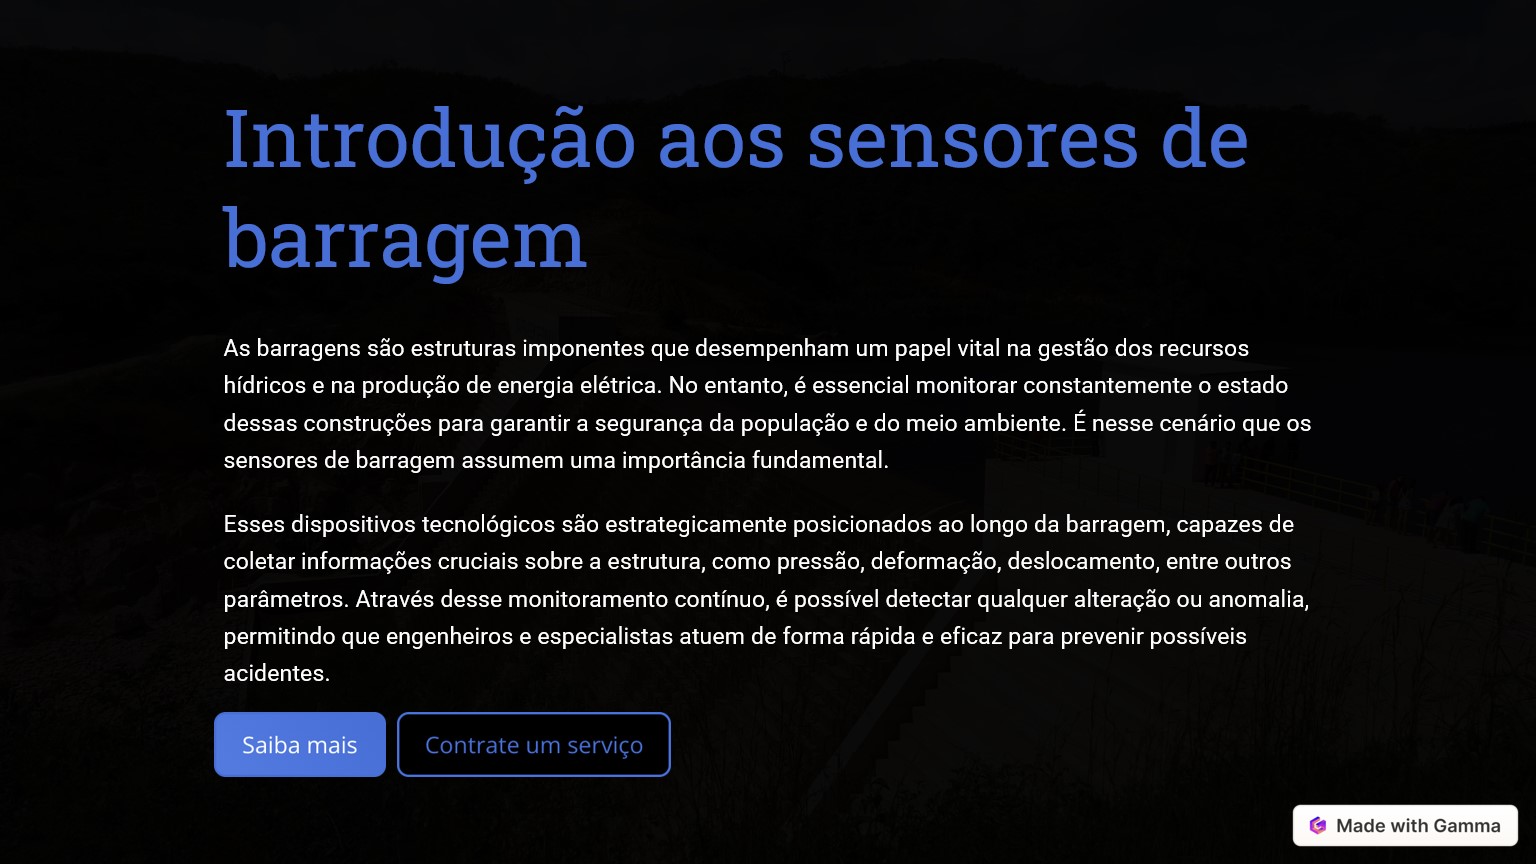 Introdução aos sensores de
barragem
As barragens são estruturas imponentes que desempenham um papel vital na gestão dos recursos
hídricos e na produção de energia elétrica. No entanto, é essencial monitorar constantemente o estado
dessas construções para garantir a segurança da população e do meio ambiente. É nesse cenário que os
sensores de barragem assumem uma importância fundamental.
Esses dispositivos tecnológicos são estrategicamente posicionados ao longo da barragem, capazes de
coletar informações cruciais sobre a estrutura, como pressão, deformação, deslocamento, entre outros
parâmetros. Através desse monitoramento contínuo, é possível detectar qualquer alteração ou anomalia,
permitindo que engenheiros e especialistas atuem de forma rápida e eficaz para prevenir possíveis
acidentes.
Saiba mais
Contrate um serviço
Made with Gamma